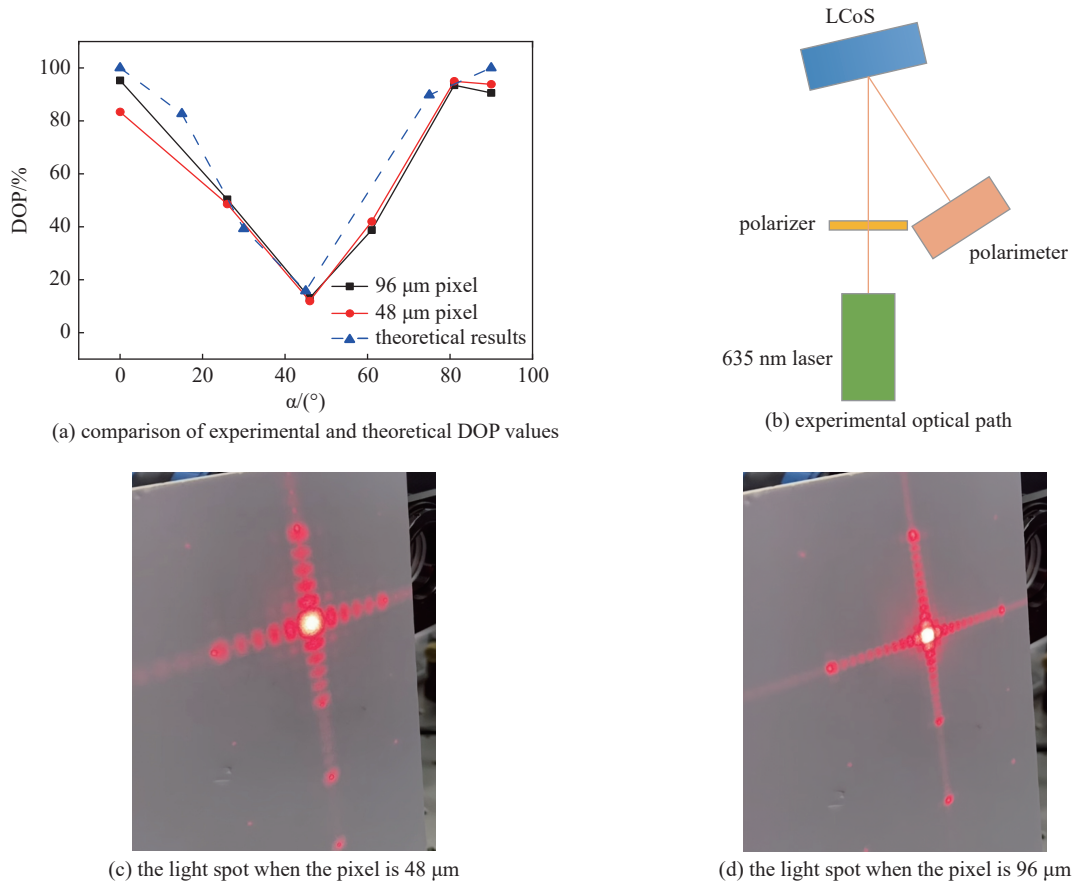 100
80
60
40
20
0
DOP/%
96 μm pixel
48 μm pixel
theoretical results
0
20
40
60
80
100
α/(°)
(a) comparison of experimental and theoretical DOP values
LCoS
polarizer
polarimeter
635 nm laser
(b) experimental optical path
(c) the light spot when the pixel is 48 μm
(d) the light spot when the pixel is 96 μm